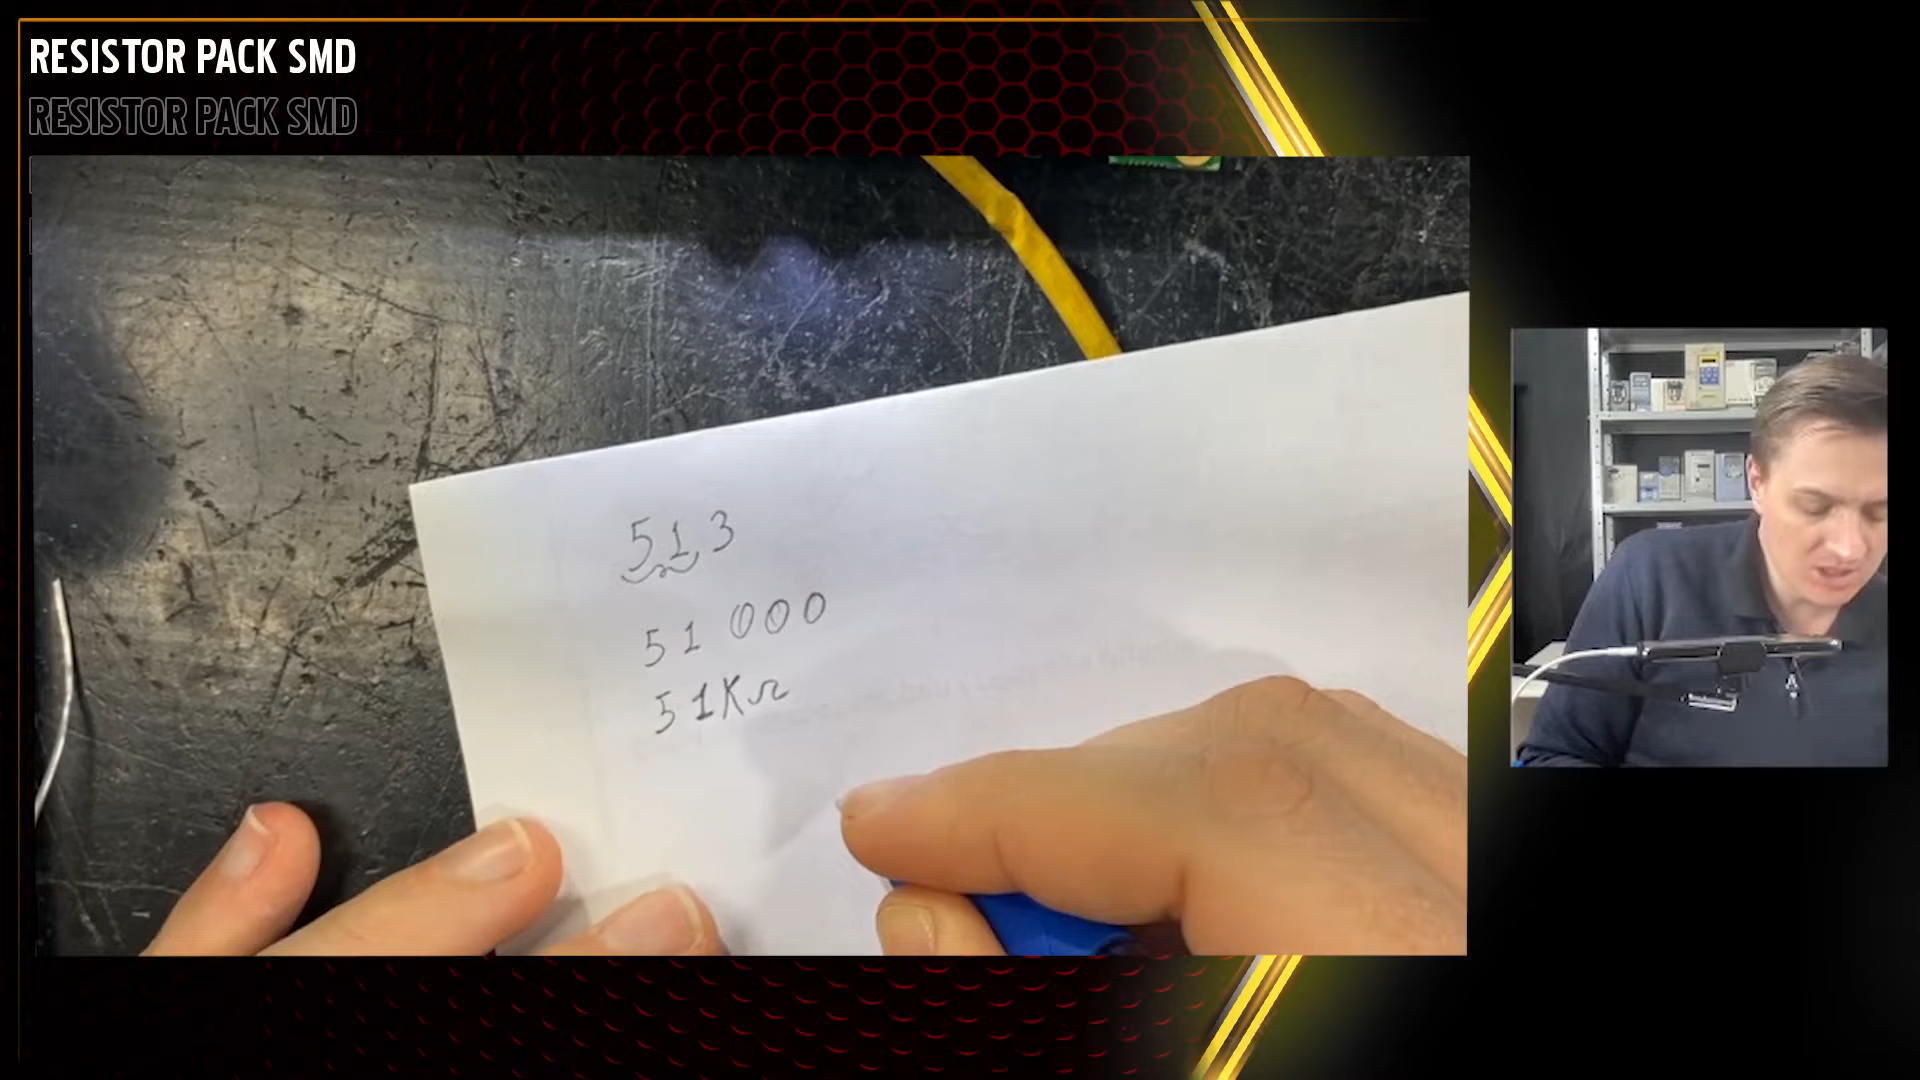 RESISTOR PACK SMD
RESISTOR PACK SMD
513
51 000
51KΩ